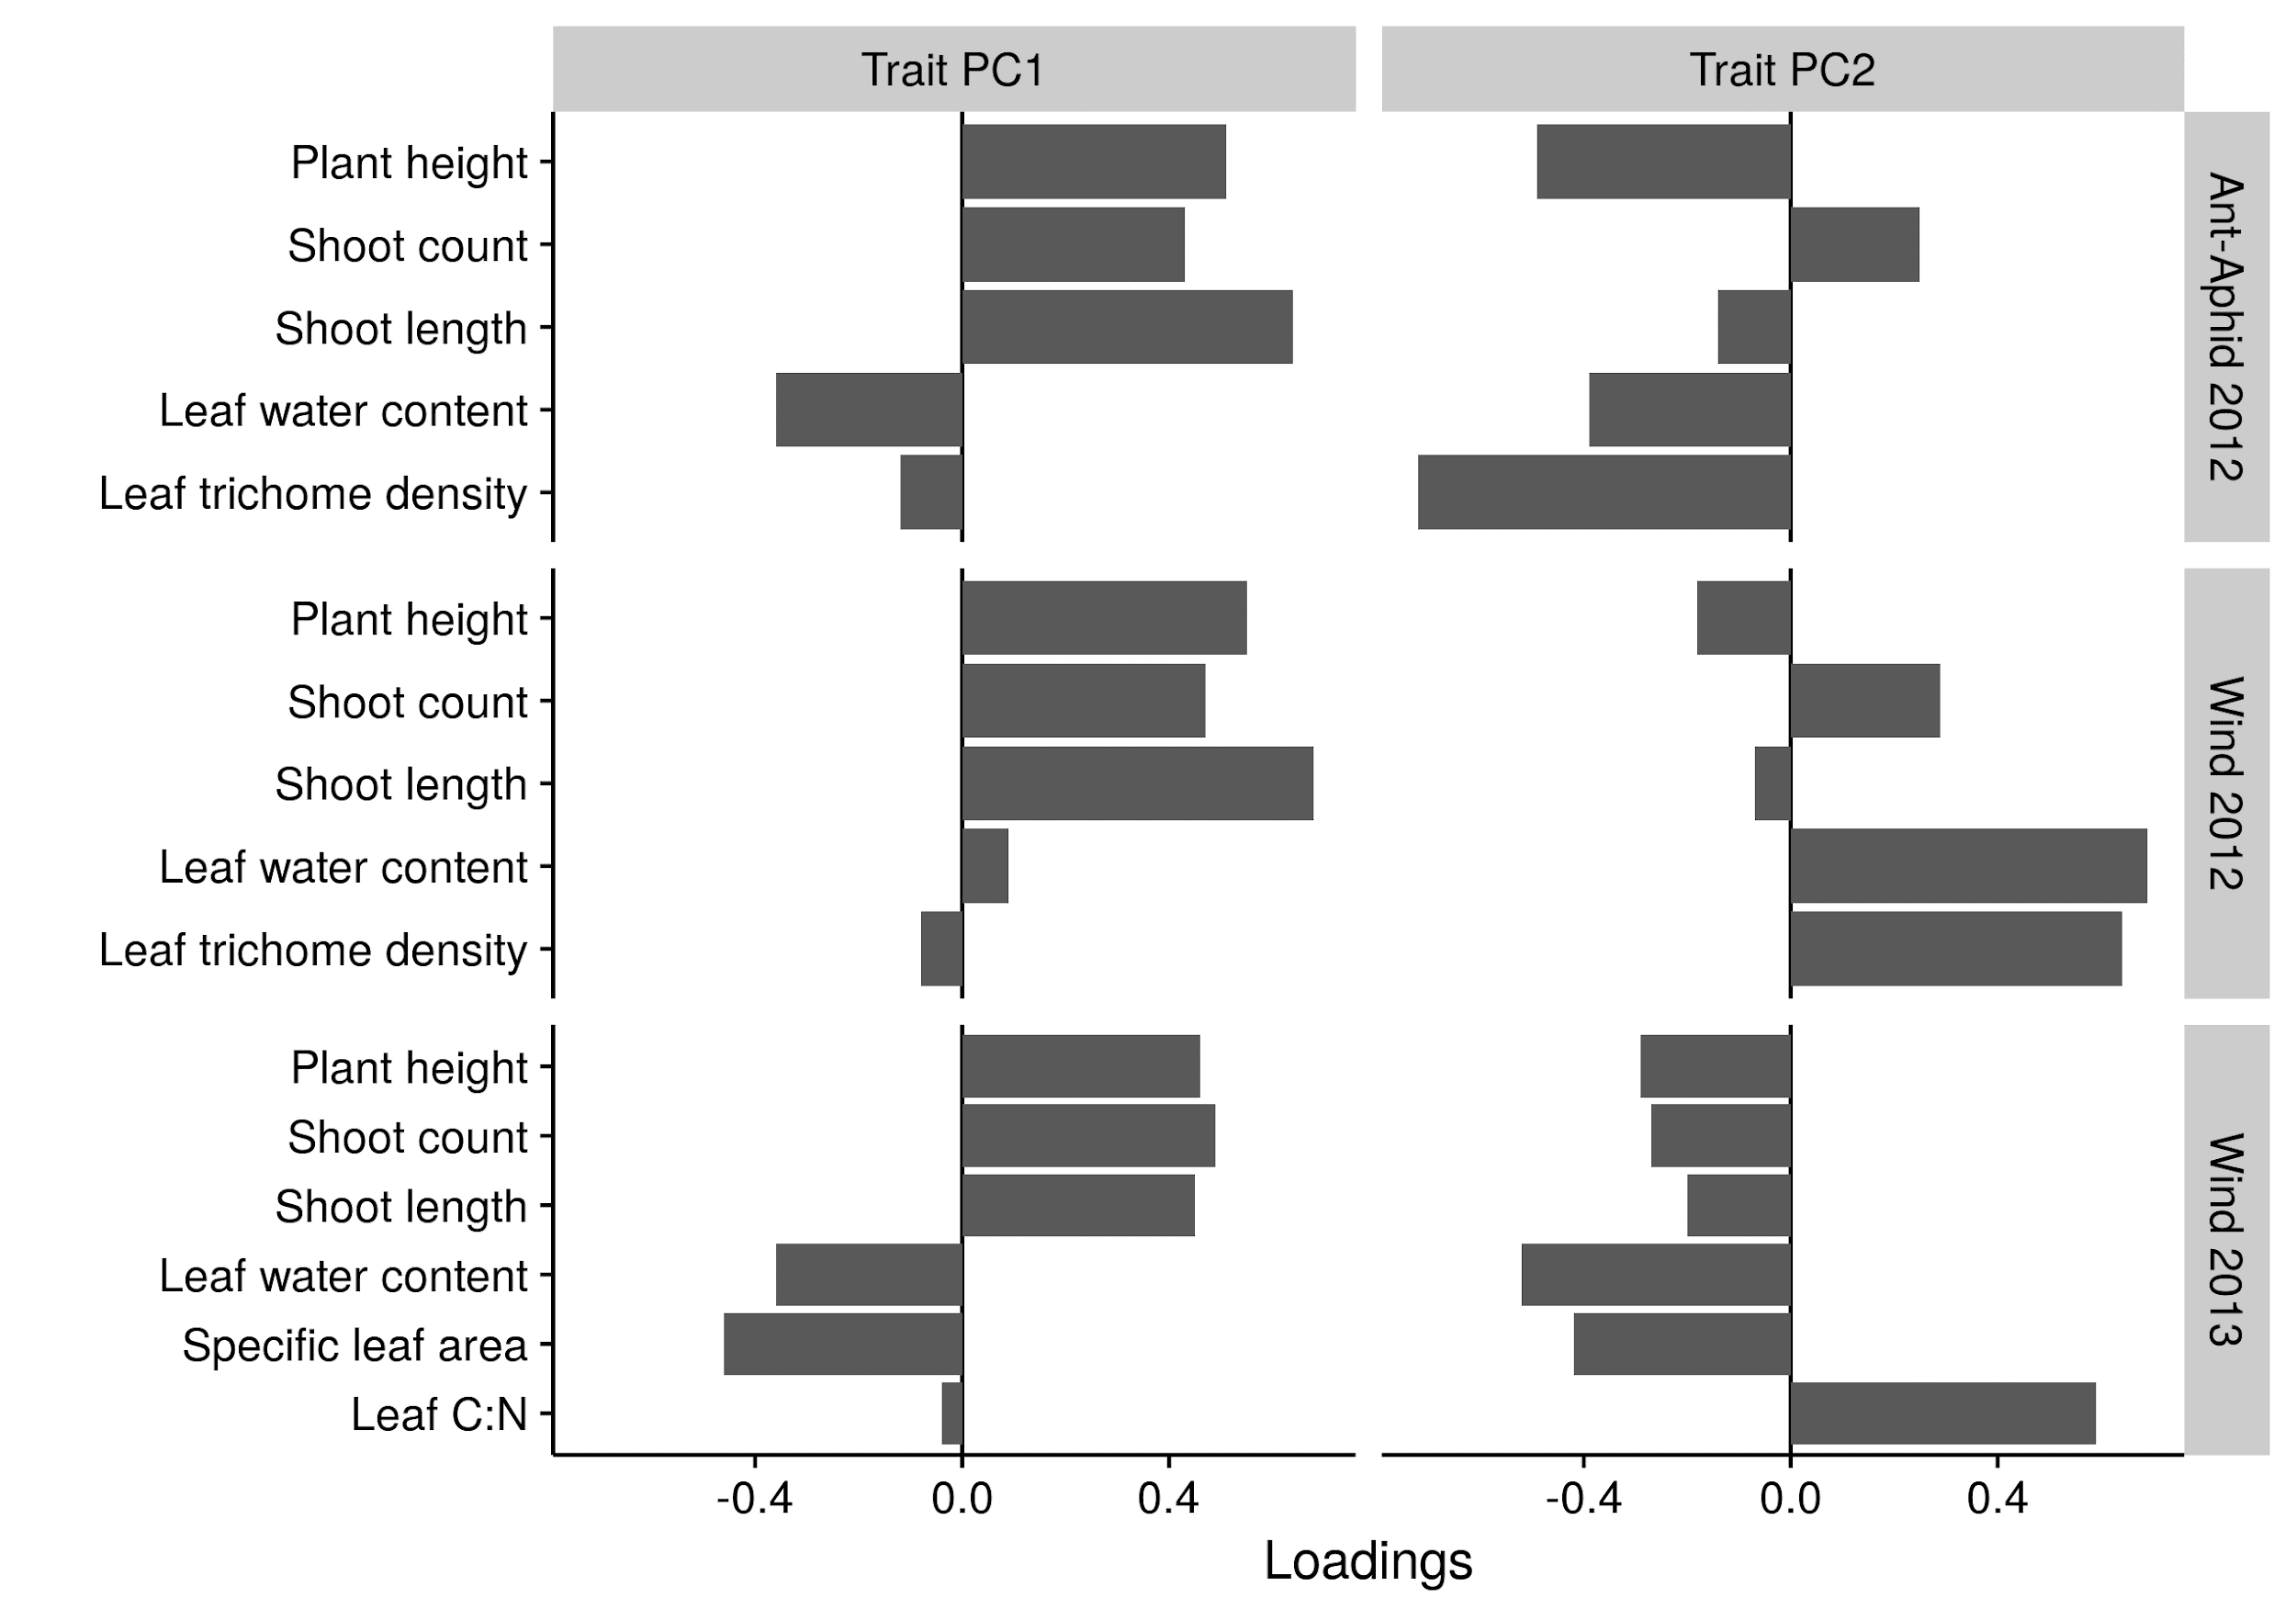 Trait PC1
Trait PC2
Plant height
Shoot count
Shoot length
Leaf water content
Leaf trichome density
Ant-Aphid 2012
Plant height
Shoot count
Shoot length
Leaf water content
Leaf trichome density
Wind 2012
Plant height
Shoot count
Shoot length
Leaf water content
Specific leaf area
Leaf C:N
Wind 2013
-0.4 0.0 0.4
-0.4 0.0 0.4
Loadings